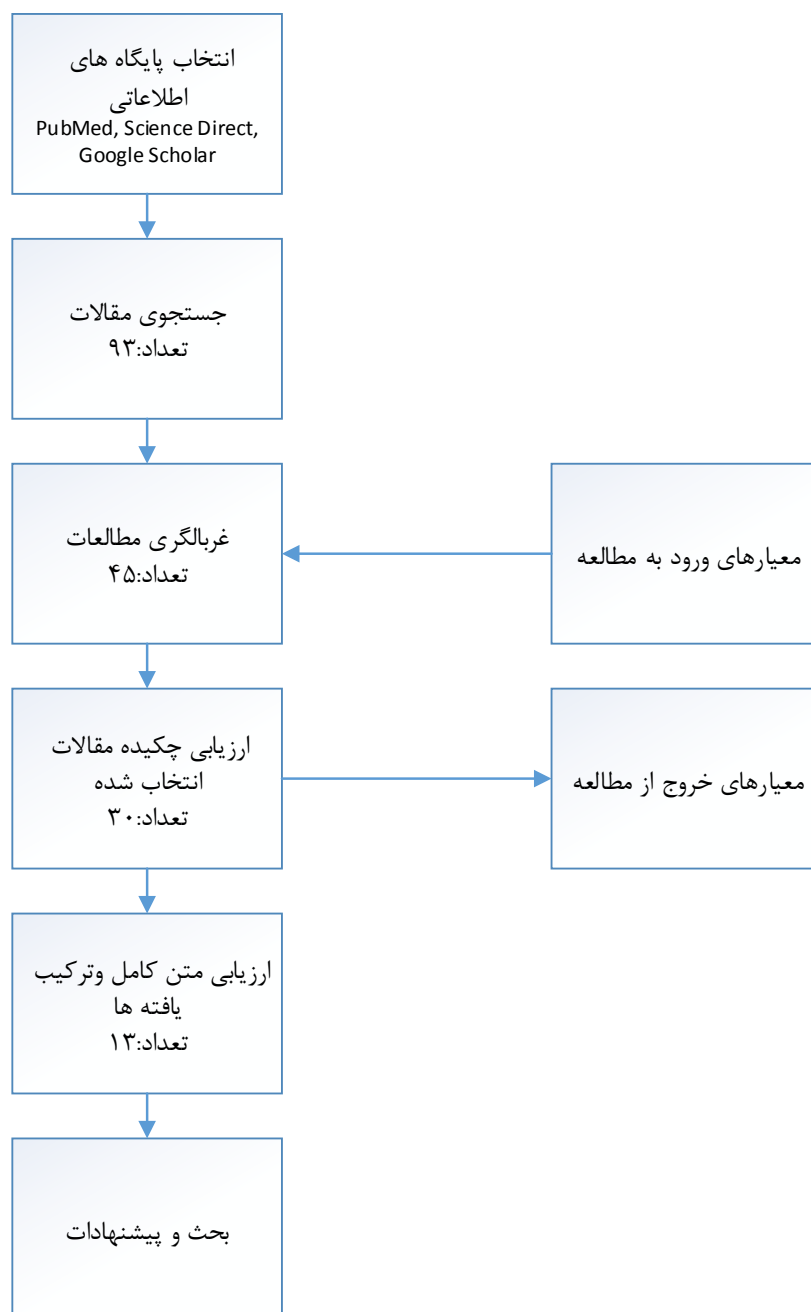 انتخاب پایگاه های
اطلاعاتی
PubMed, Science Direct,
Google Scholar
جستجوی مقالات
تعداد:۹۳
غربالگری مطالعات
تعداد:۴۵
معیارهای ورود به مطالعه
ارزیابی چکیده مقالات
انتخاب شده
تعداد:۳۰
معیارهای خروج از مطالعه
ارزیابی متن کامل وترکیب
یافته ها
تعداد:۱۳
بحث و پیشنهادات